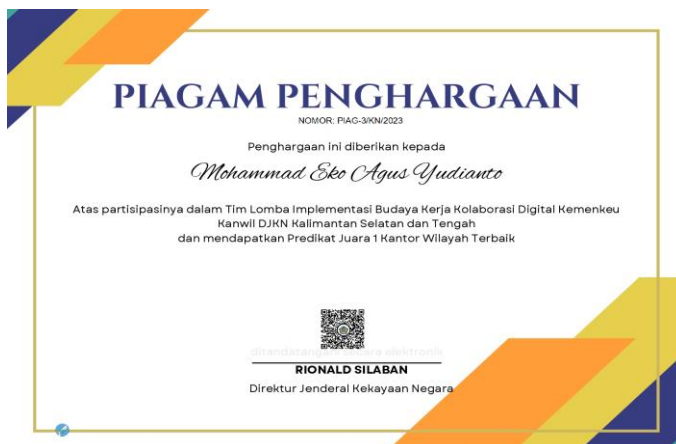 PIAGAM PENGHARGAAN
NOMOR: PIAG-3/KN/2023
Penghargaan ini diberikan kepada
Mohammad Eko Agus Yudianto
Atas partisipasinya dalam Tim Lomba Implementasi Budaya Kerja Kolaborasi Digital Kemenkeu
Kanwil DJKN Kalimantan Selatan dan Tengah
dan mendapatkan Predikat Juara 1 Kantor Wilayah Terbaik
ditandatangani secara elektronik
RIONALD SILABAN
Direktur Jenderal Kekayaan Negara